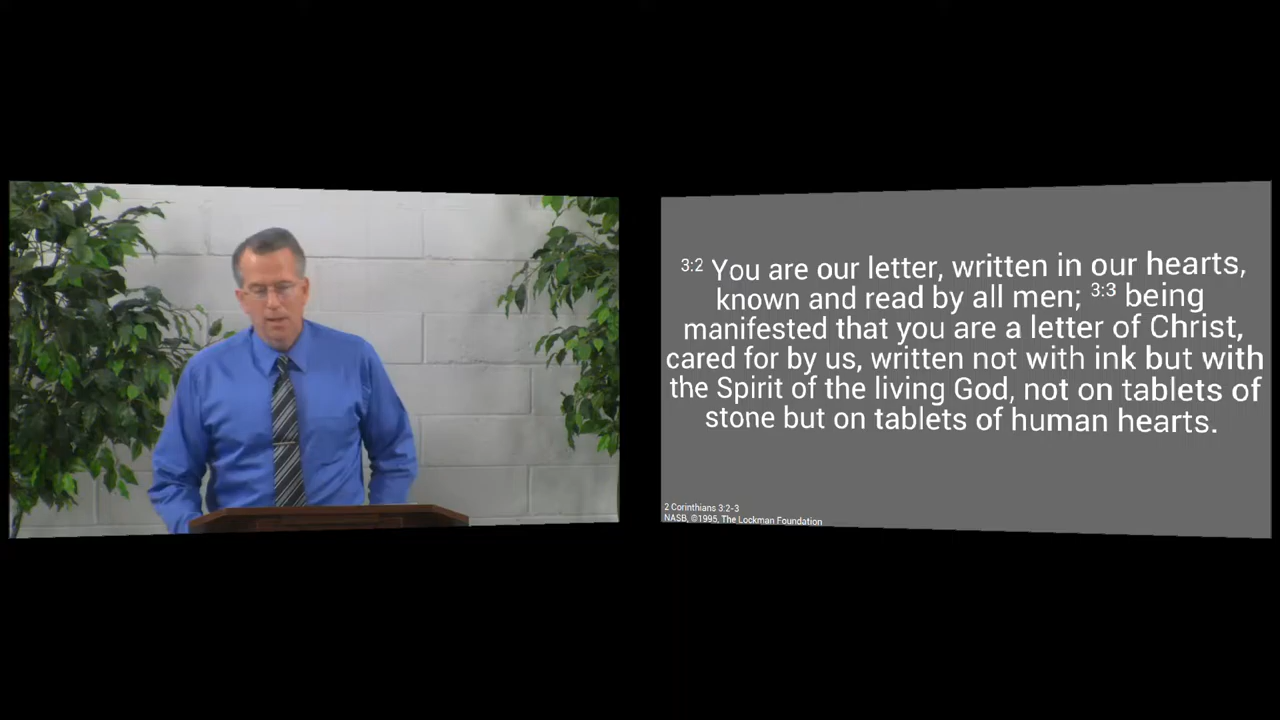 3:2 You are our letter, written in our hearts,
known and read by all men; 3:3 being
manifested that you are a letter of Christ,
cared for by us, written not with ink but with
the Spirit of the living God, not on tablets of
stone but on tablets of human hearts.
2 Corinthians 3:2-3
NASB, ©1995, The Lockman Foundation